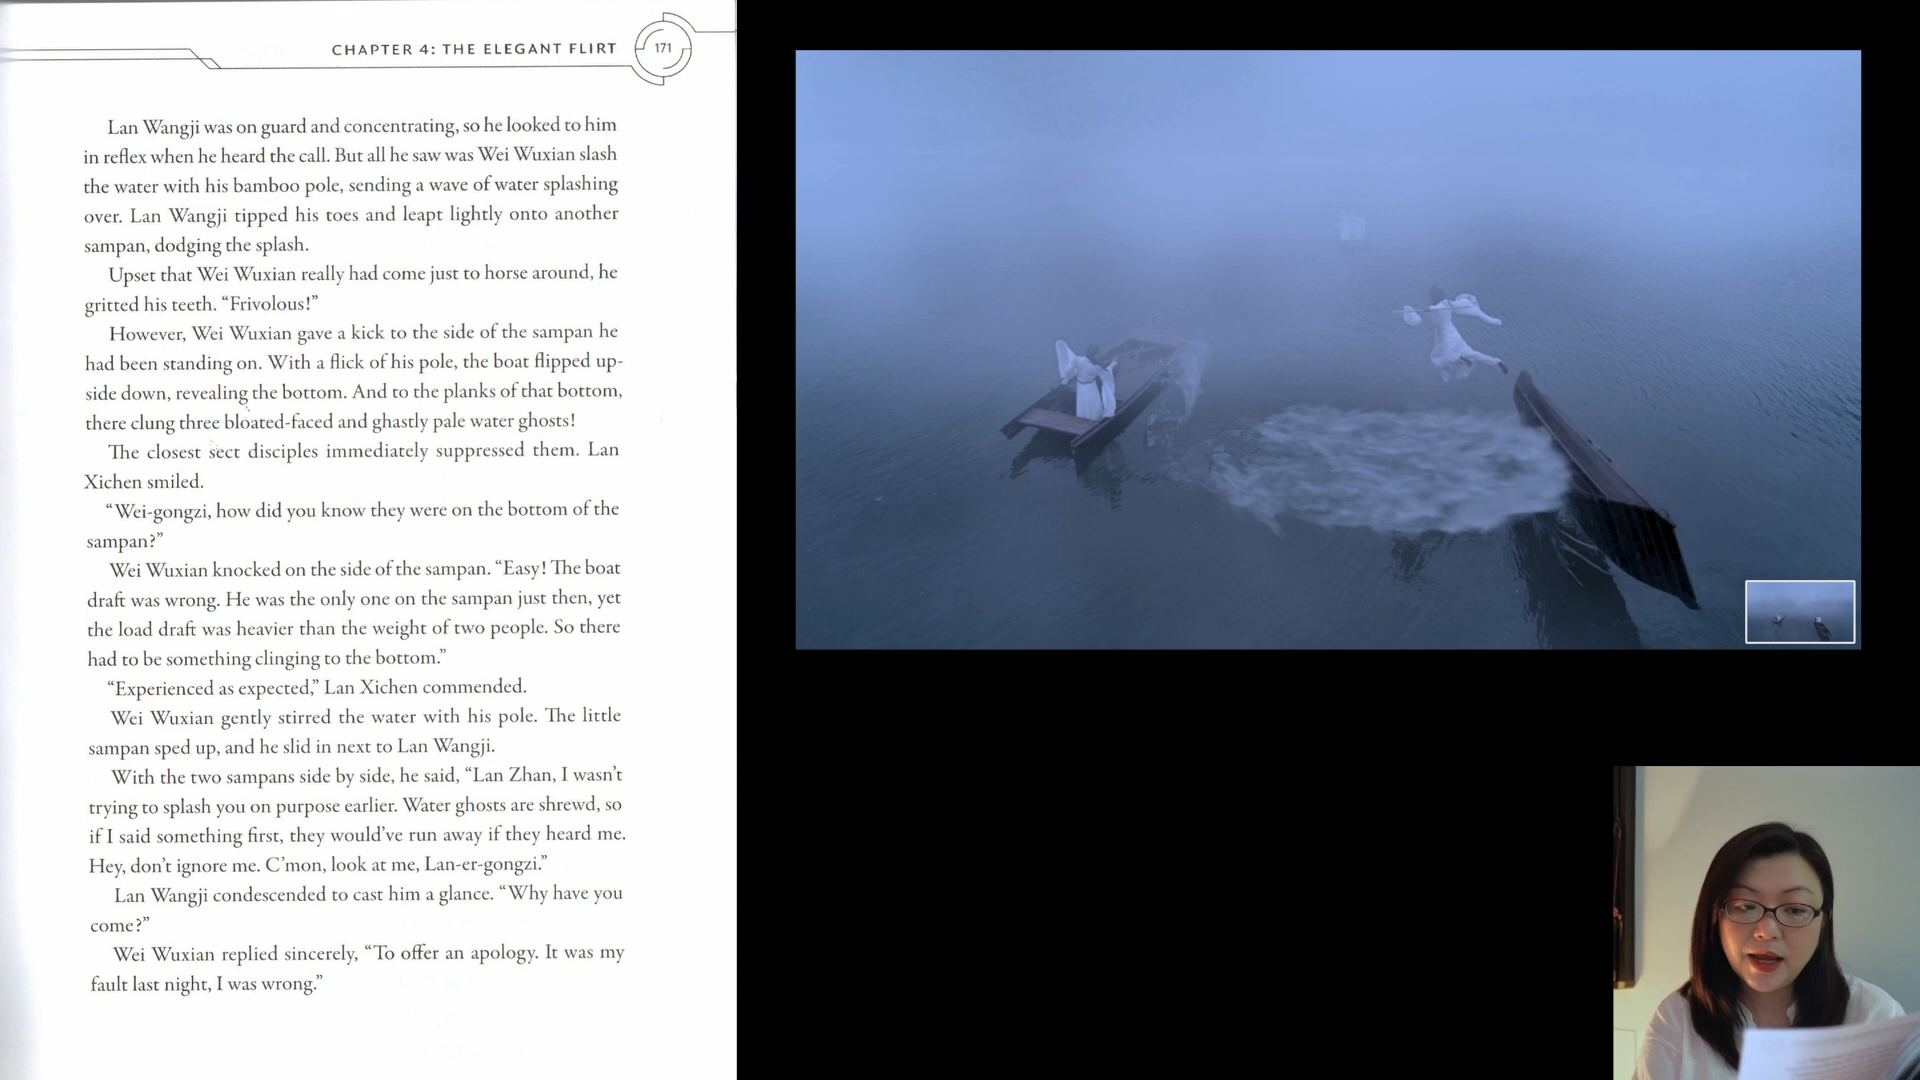 CHAPTER 4: THE ELEGANT FLIRT
171
Lan Wangji was on guard and concentrating, so he looked to him
in reflex when he heard the call. But all he saw was Wei Wuxian slash
the water with his bamboo pole, sending a wave of water splashing
over. Lan Wangji tipped his toes and leapt lightly onto another
sampan, dodging the splash.
Upset that Wei Wuxian really had come just to horse around, he
gritted his teeth. “Frivolous!”
However, Wei Wuxian gave a kick to the side of the sampan he
had been standing on. With a flick of his pole, the boat flipped up-
side down, revealing the bottom. And to the planks of that bottom,
there clung three bloated-faced and ghastly pale water ghosts!
The closest sect disciples immediately suppressed them. Lan
Xichen smiled.
“Wei-gongzi, how did you know they were on the bottom of the
sampan?”
Wei Wuxian knocked on the side of the sampan. “Easy! The boat
draft was wrong. He was the only one on the sampan just then, yet
the load draft was heavier than the weight of two people. So there
had to be something clinging to the bottom.”
“Experienced as expected,” Lan Xichen commended.
Wei Wuxian gently stirred the water with his pole. The little
sampan sped up, and he slid in next to Lan Wangji.
With the two sampans side by side, he said, “Lan Zhan, I wasn’t
trying to splash you on purpose earlier. Water ghosts are shrewd, so
if I said something first, they would’ve run away if they heard me.
Hey, don’t ignore me. C’mon, look at me, Lan-er-gongzi.”
Lan Wangji condescended to cast him a glance. “Why have you
come?”
Wei Wuxian replied sincerely, “To offer an apology. It was my
fault last night, I was wrong.”